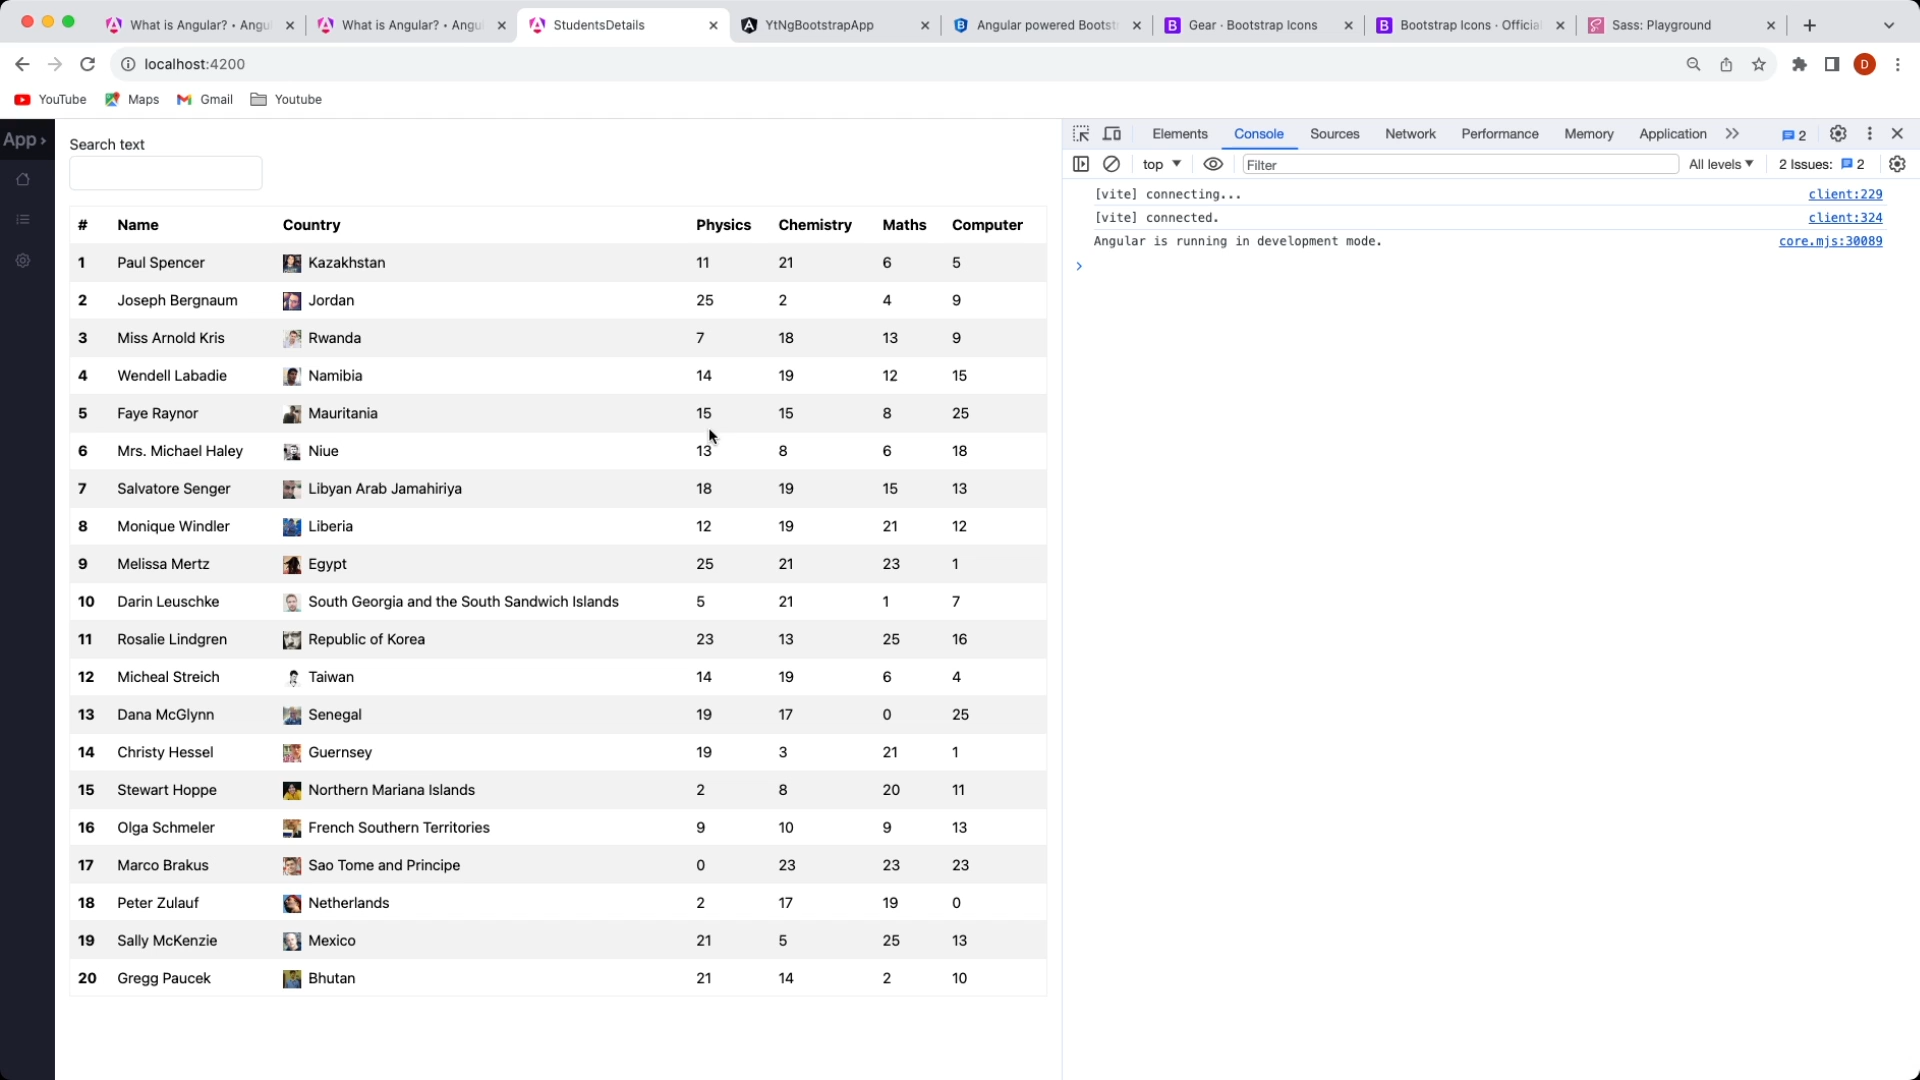 What is Angular? • Angu
What is Angular? • Angu
StudentsDetails
YtNgBootstrapApp
Angular powered Bootst
Gear · Bootstrap Icons
Bootstrap Icons · Officia
Sass: Playground
localhost:4200
D
YouTube
Maps
Gmail
Youtube
App ›
Search text
# Name Country Physics Chemistry Maths Computer
1 Paul Spencer Kazakhstan 11 21 6 5
2 Joseph Bergnaum Jordan 25 2 4 9
3 Miss Arnold Kris Rwanda 7 18 13 9
4 Wendell Labadie Namibia 14 19 12 15
5 Faye Raynor Mauritania 15 15 8 25
6 Mrs. Michael Haley Niue 13 8 6 18
7 Salvatore Senger Libyan Arab Jamahiriya 18 19 15 13
8 Monique Windler Liberia 12 19 21 12
9 Melissa Mertz Egypt 25 21 23 1
10 Darin Leuschke South Georgia and the South Sandwich Islands 5 21 1 7
11 Rosalie Lindgren Republic of Korea 23 13 25 16
12 Micheal Streich Taiwan 14 19 6 4
13 Dana McGlynn Senegal 19 17 0 25
14 Christy Hessel Guernsey 19 3 21 1
15 Stewart Hoppe Northern Mariana Islands 2 8 20 11
16 Olga Schmeler French Southern Territories 9 10 9 13
17 Marco Brakus Sao Tome and Principe 0 23 23 23
18 Peter Zulauf Netherlands 2 17 19 0
19 Sally McKenzie Mexico 21 5 25 13
20 Gregg Paucek Bhutan 21 14 2 10
Elements Console Sources Network Performance Memory Application 2
top Filter All levels 2 Issues: 2
[vite] connecting... client:229
[vite] connected. client:324
Angular is running in development mode. core.mjs:30089